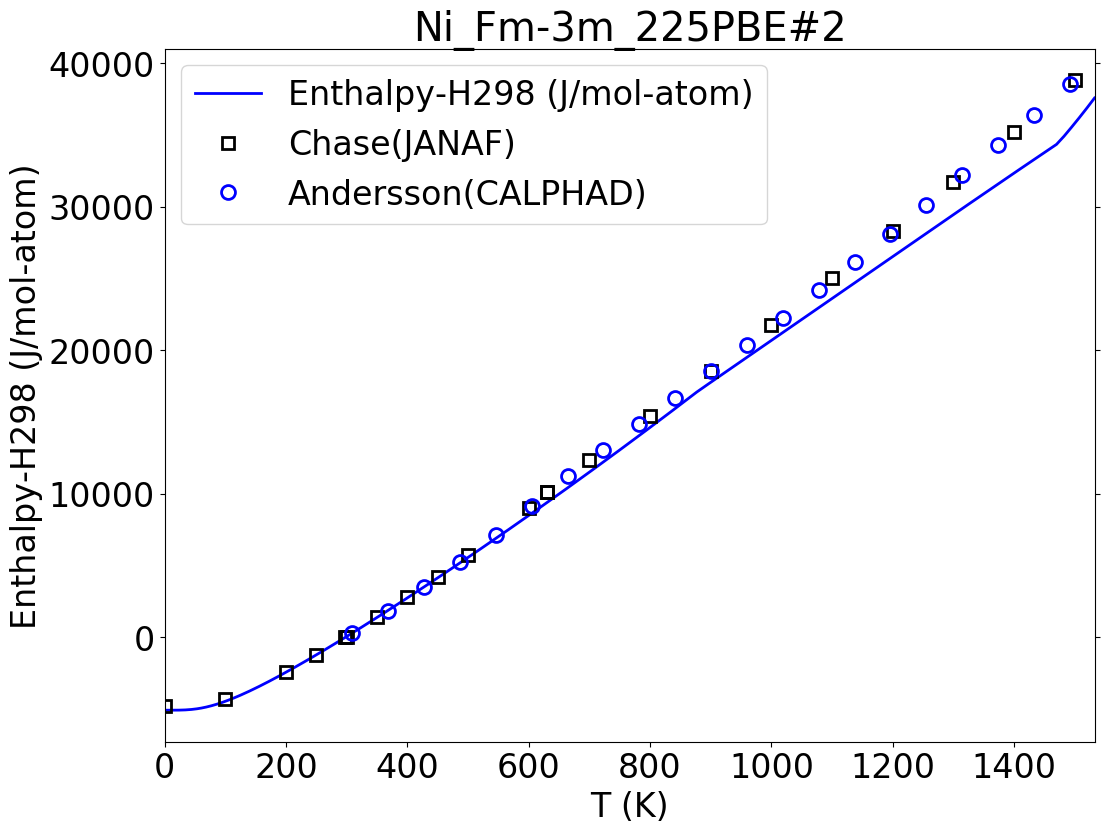 Ni_Fm-3m_225PBE#2
Enthalpy-H298 (J/mol-atom)
40000
30000
20000
10000
0
Enthalpy-H298 (J/mol-atom)
Chase(JANAF)
Andersson(CALPHAD)
0 200 400 600 800 1000 1200 1400
T (K)